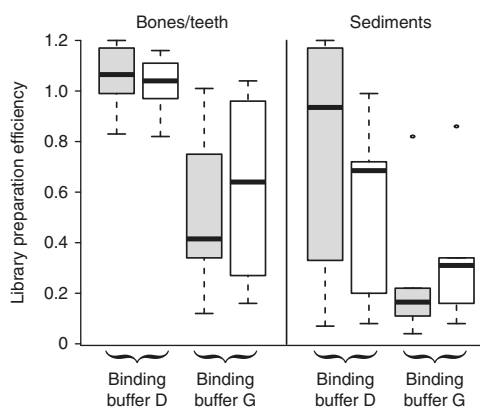 Bones/teeth
Sediments
Library preparation efficiency
1.2
1.0
0.8
0.6
0.4
0.2
0
Binding
buffer D
Binding
buffer G
Binding
buffer D
Binding
buffer G